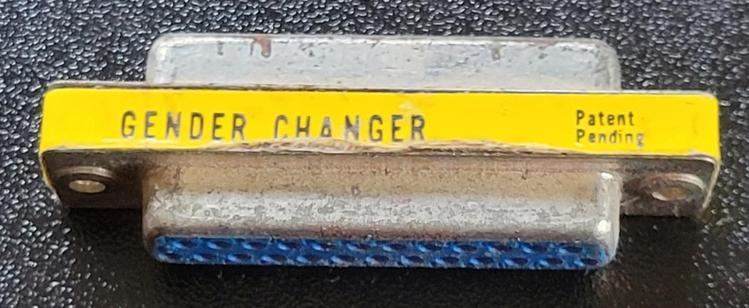 GENDER CHANGER
Patent
Pending